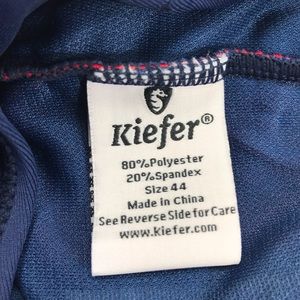 Kiefer®
80%Polyester
20%Spandex
Size 44
Made in China
See Reverse Side for Care
www.kiefer.com